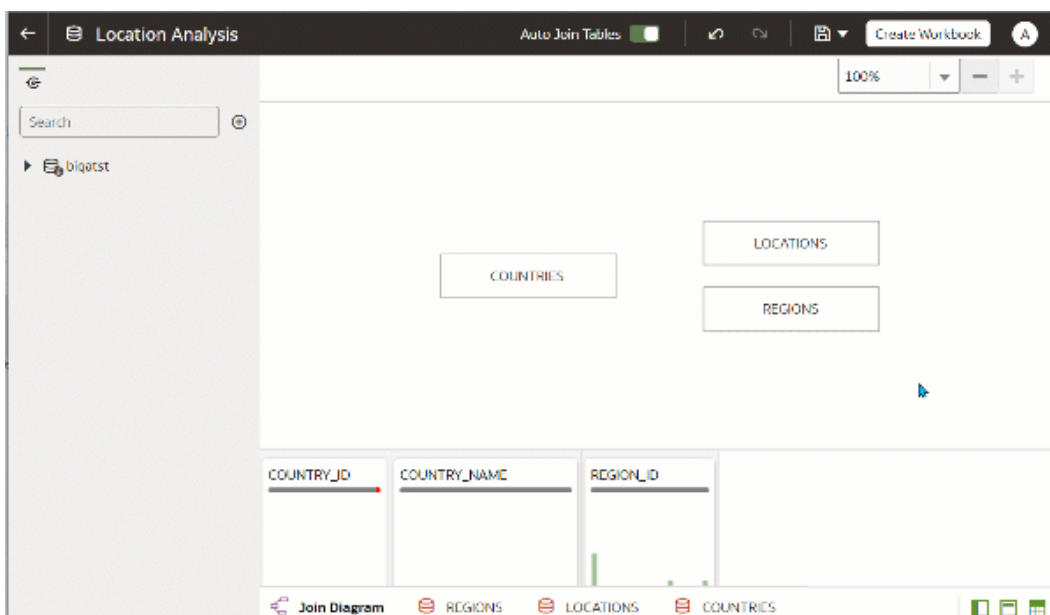 Location Analysis
Auto Join Tables
Create Workbook
A
100%
Search
biqatst
LOCATIONS
COUNTRIES
REGIONS
COUNTRY_ID
COUNTRY_NAME
REGION_ID
Join Diagram
REGIONS
LOCATIONS
COUNTRIES